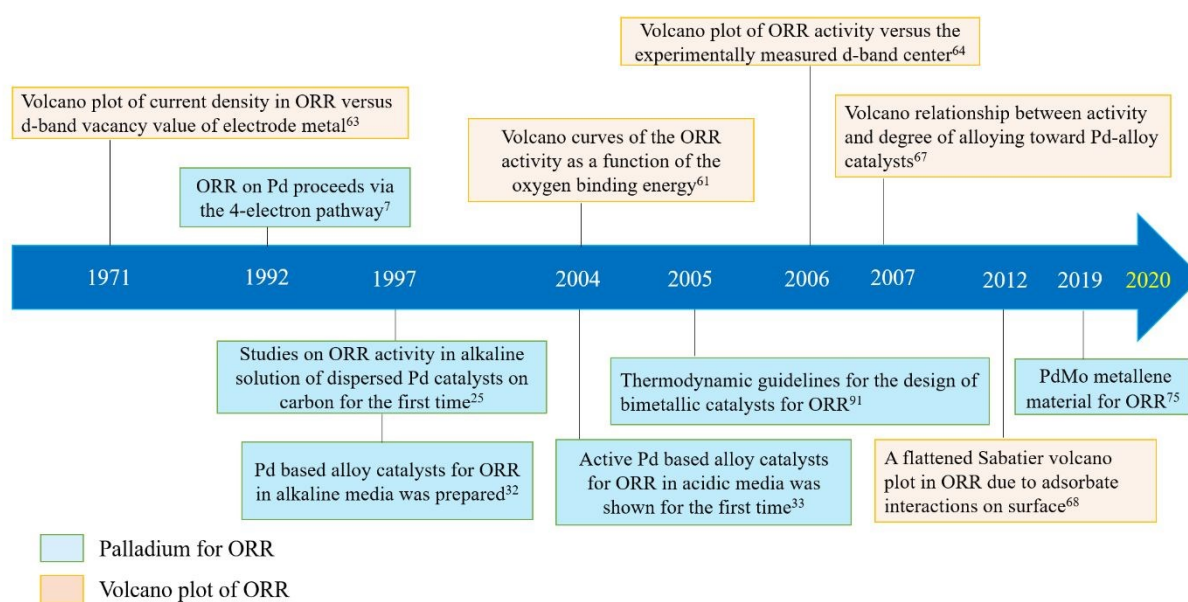 Volcano plot of ORR activity versus the
experimentally measured d-band center⁶⁴
Volcano plot of current density in ORR versus
d-band vacancy value of electrode metal⁶³
Volcano curves of the ORR
activity as a function of the
oxygen binding energy⁶¹
Volcano relationship between activity
and degree of alloying toward Pd-alloy
catalysts⁶⁷
ORR on Pd proceeds via
the 4-electron pathway⁷
1971 1992 1997 2004 2005 2006 2007 2012 2019 2020
Studies on ORR activity in alkaline
solution of dispersed Pd catalysts on
carbon for the first time²⁵
Thermodynamic guidelines for the design of
bimetallic catalysts for ORR⁹¹
PdMo metallene
material for ORR⁷⁵
Pd based alloy catalysts for ORR
in alkaline media was prepared³²
Active Pd based alloy catalysts
for ORR in acidic media was
shown for the first time³³
A flattened Sabatier volcano
plot in ORR due to adsorbate
interactions on surface⁶⁸
Palladium for ORR
Volcano plot of ORR